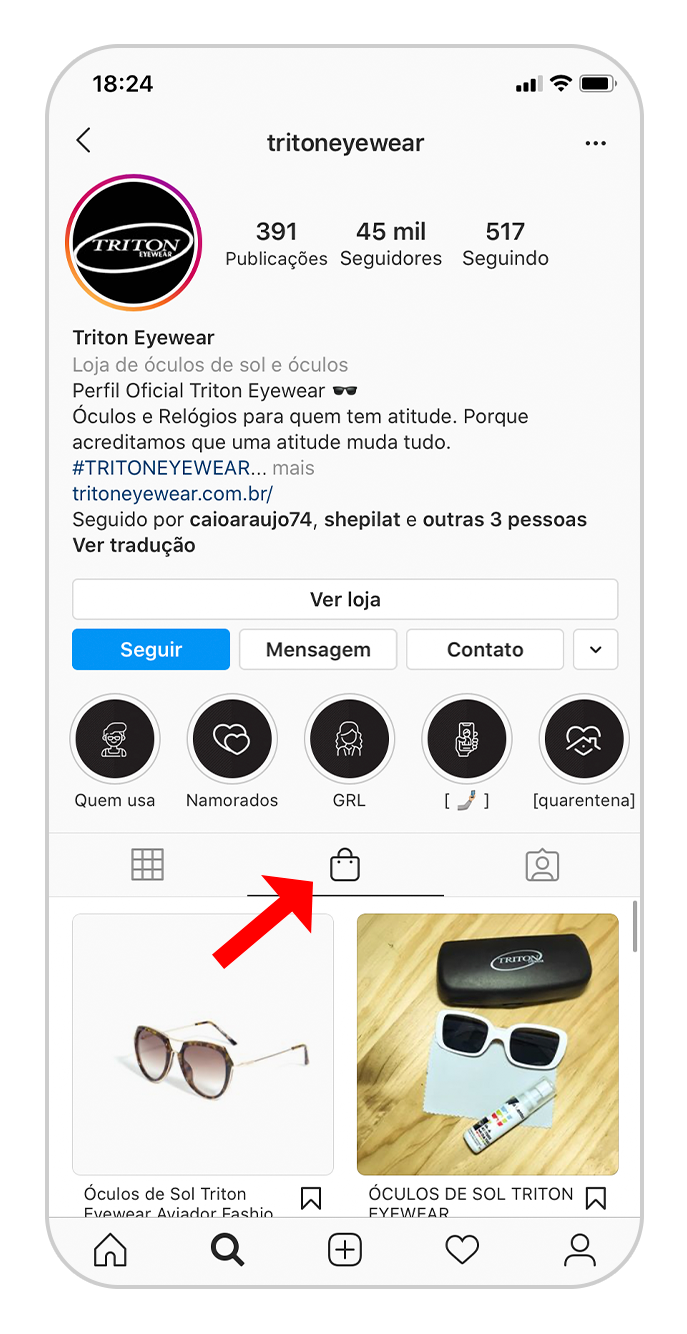 18:24
tritoneyewear
TRITON
EYEWEAR
391 45 mil 517
Publicações Seguidores Seguindo
Triton Eyewear
Loja de óculos de sol e óculos
Perfil Oficial Triton Eyewear 🕶️
Óculos e Relógios para quem tem atitude. Porque
acreditamos que uma atitude muda tudo.
#TRITONEYEWEAR... mais
tritoneyewear.com.br/
Seguido por caioaraujo74, shepilat e outras 3 pessoas
Ver tradução
Ver loja
Seguir Mensagem Contato
Quem usa Namorados GRL [ 🦿 ] [quarentena]
TRITON
EYEWEAR
Óculos de Sol Triton ÓCULOS DE SOL TRITON
Eyewear Aviador Fashio EYEWEAR